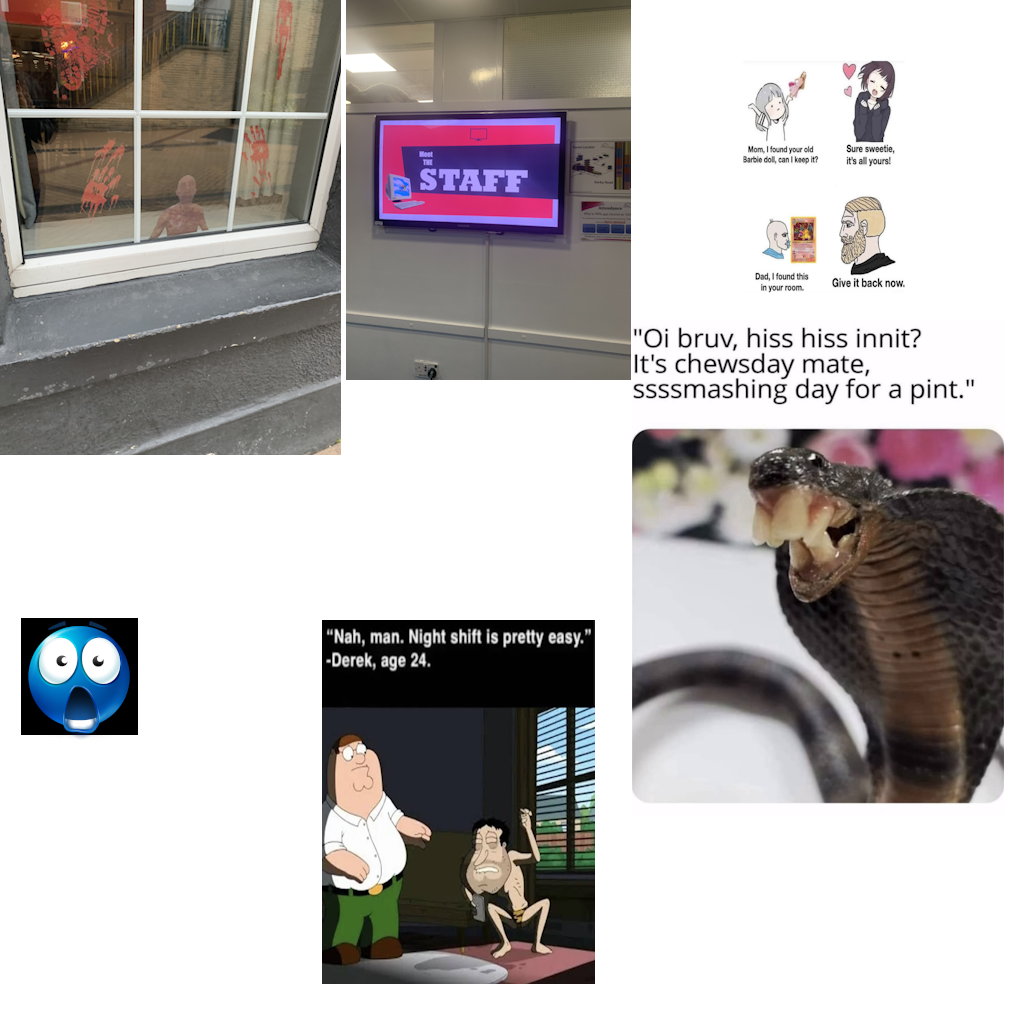 Meet
THE
STAFF
Mom, I found your old
Barbie doll, can I keep it?
Sure sweetie,
it's all yours!
Dad, I found this
in your room.
Give it back now.
"Oi bruv, hiss hiss innit?
It's chewsday mate,
ssssmashing day for a pint."
“Nah, man. Night shift is pretty easy.”
-Derek, age 24.